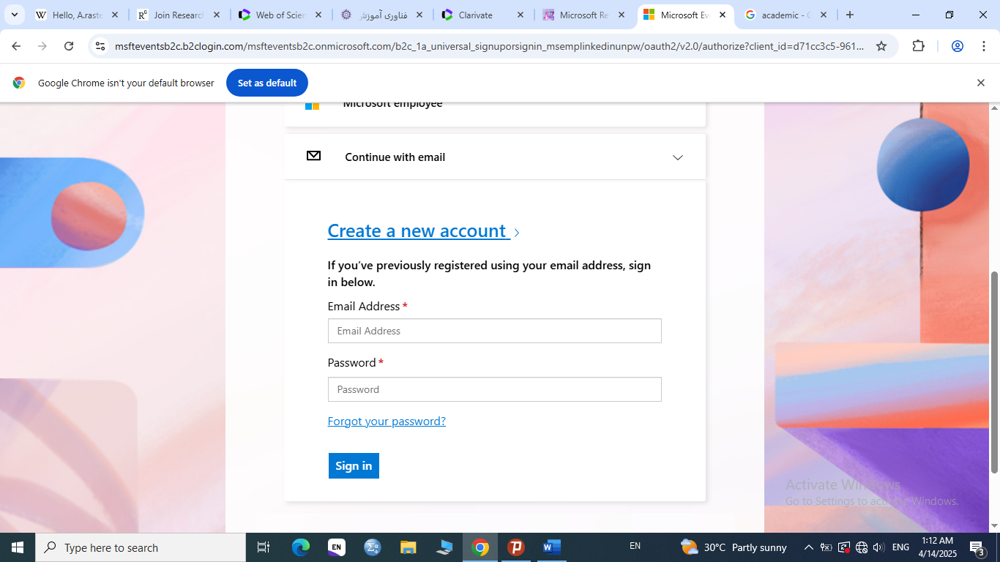 Hello, A.raste
Join Research
Web of Scien
فناوری آموزش
Clarivate
Microsoft Re
Microsoft Eve
academic - G
msfteventsb2c.b2clogin.com/msfteventsb2c.onmicrosoft.com/b2c_1a_universal_signuporsignin_msemplinkedinunpw/oauth2/v2.0/authorize?client_id=d71cc3c5-961...
Google Chrome isn't your default browser
Set as default
Microsoft employee
Continue with email
Create a new account
If you've previously registered using your email address, sign
in below.
Email Address *
Email Address
Password *
Password
Forgot your password?
Sign in
Activate Windows
Go to Settings to activate Windows.
Type here to search
EN
EN
30°C Partly sunny
ENG
1:12 AM
4/14/2025
3